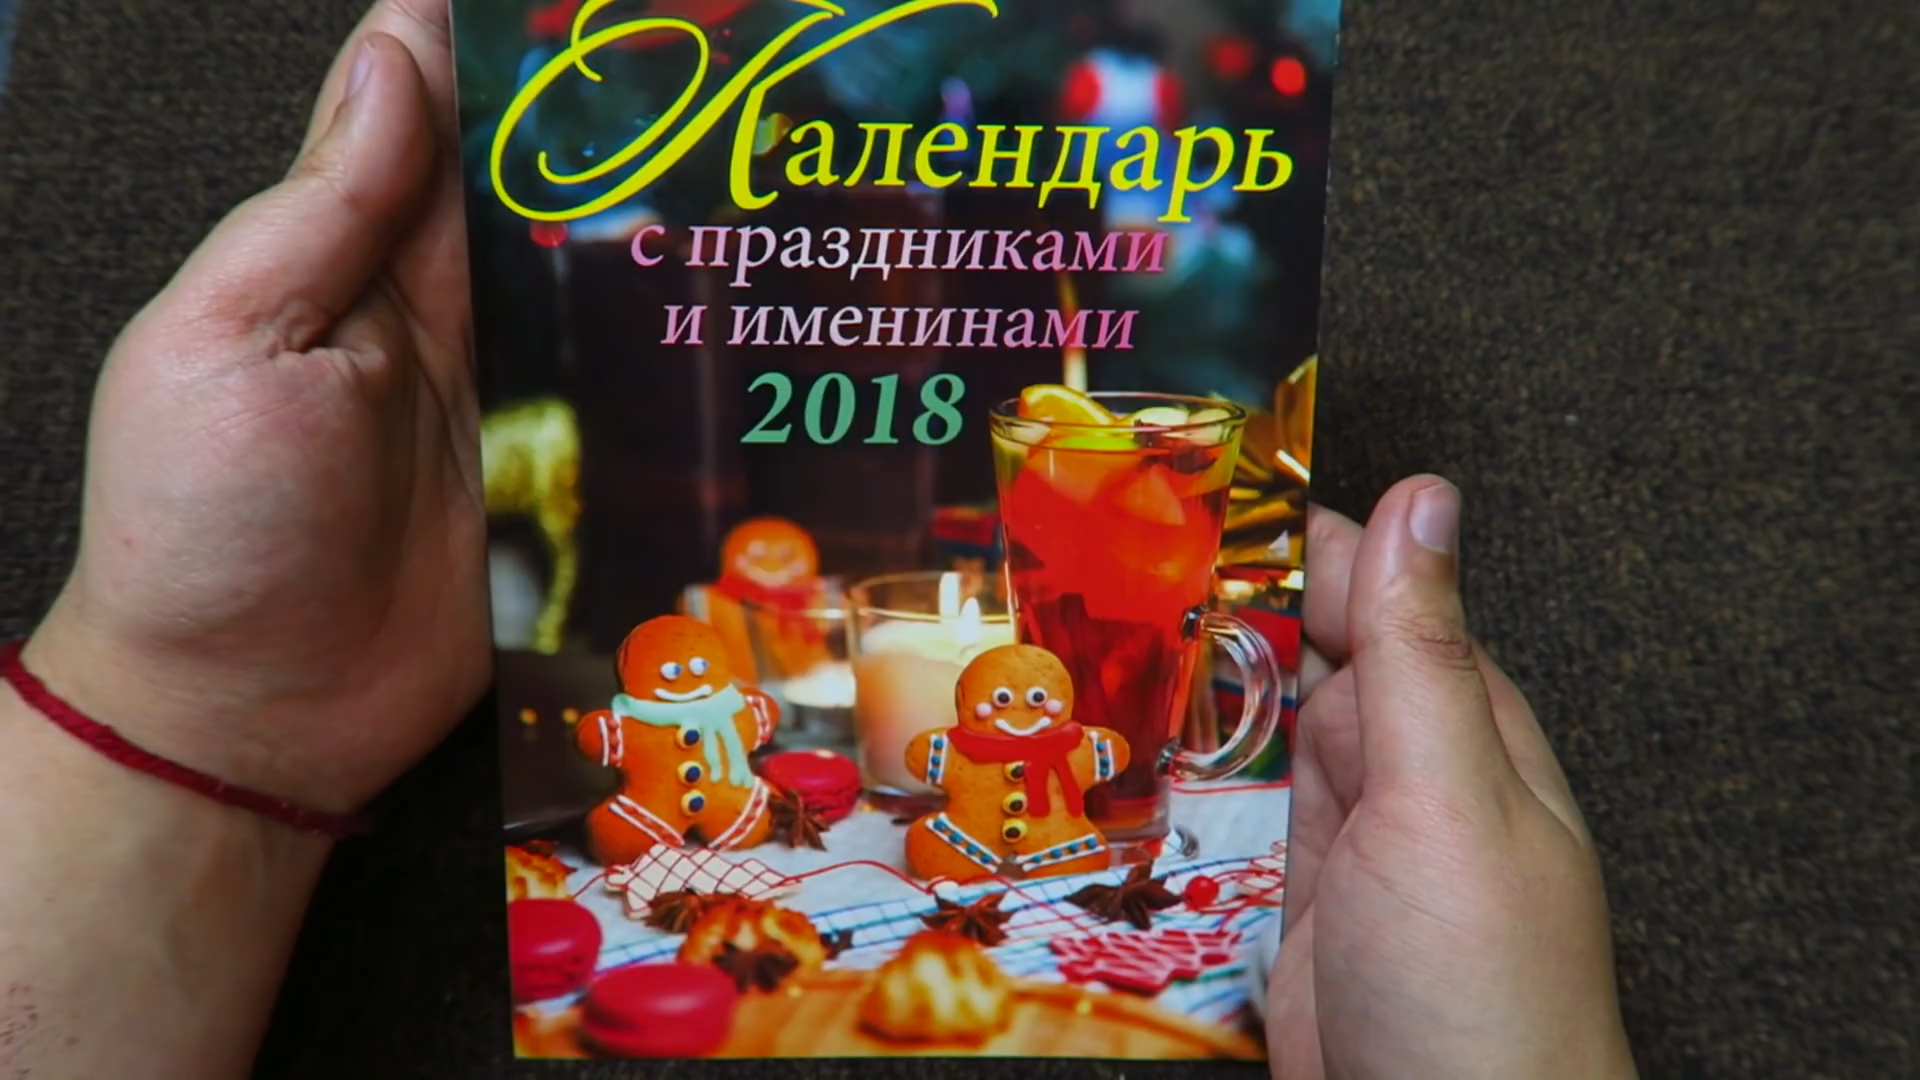 Календарь
с праздниками
и именинами
2018